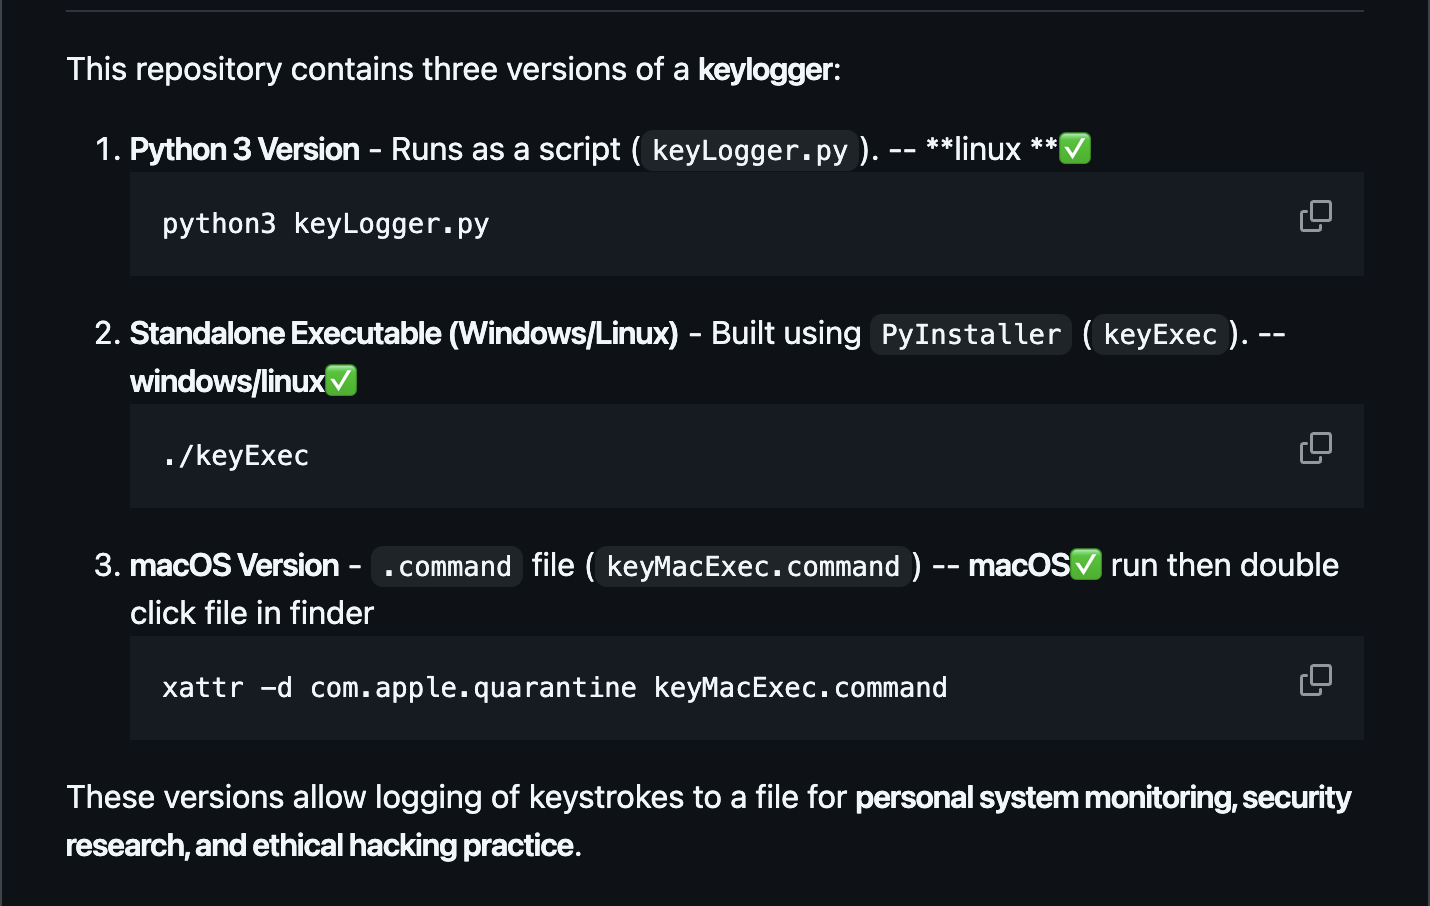 This repository contains three versions of a keylogger:
1. Python 3 Version - Runs as a script ( keyLogger.py ). -- **linux **✅
python3 keyLogger.py
2. Standalone Executable (Windows/Linux) - Built using PyInstaller ( keyExec ). --
windows/linux✅
./keyExec
3. macOS Version - .command file ( keyMacExec.command ) -- macOS✅ run then double
click file in finder
xattr -d com.apple.quarantine keyMacExec.command
These versions allow logging of keystrokes to a file for personal system monitoring, security
research, and ethical hacking practice.